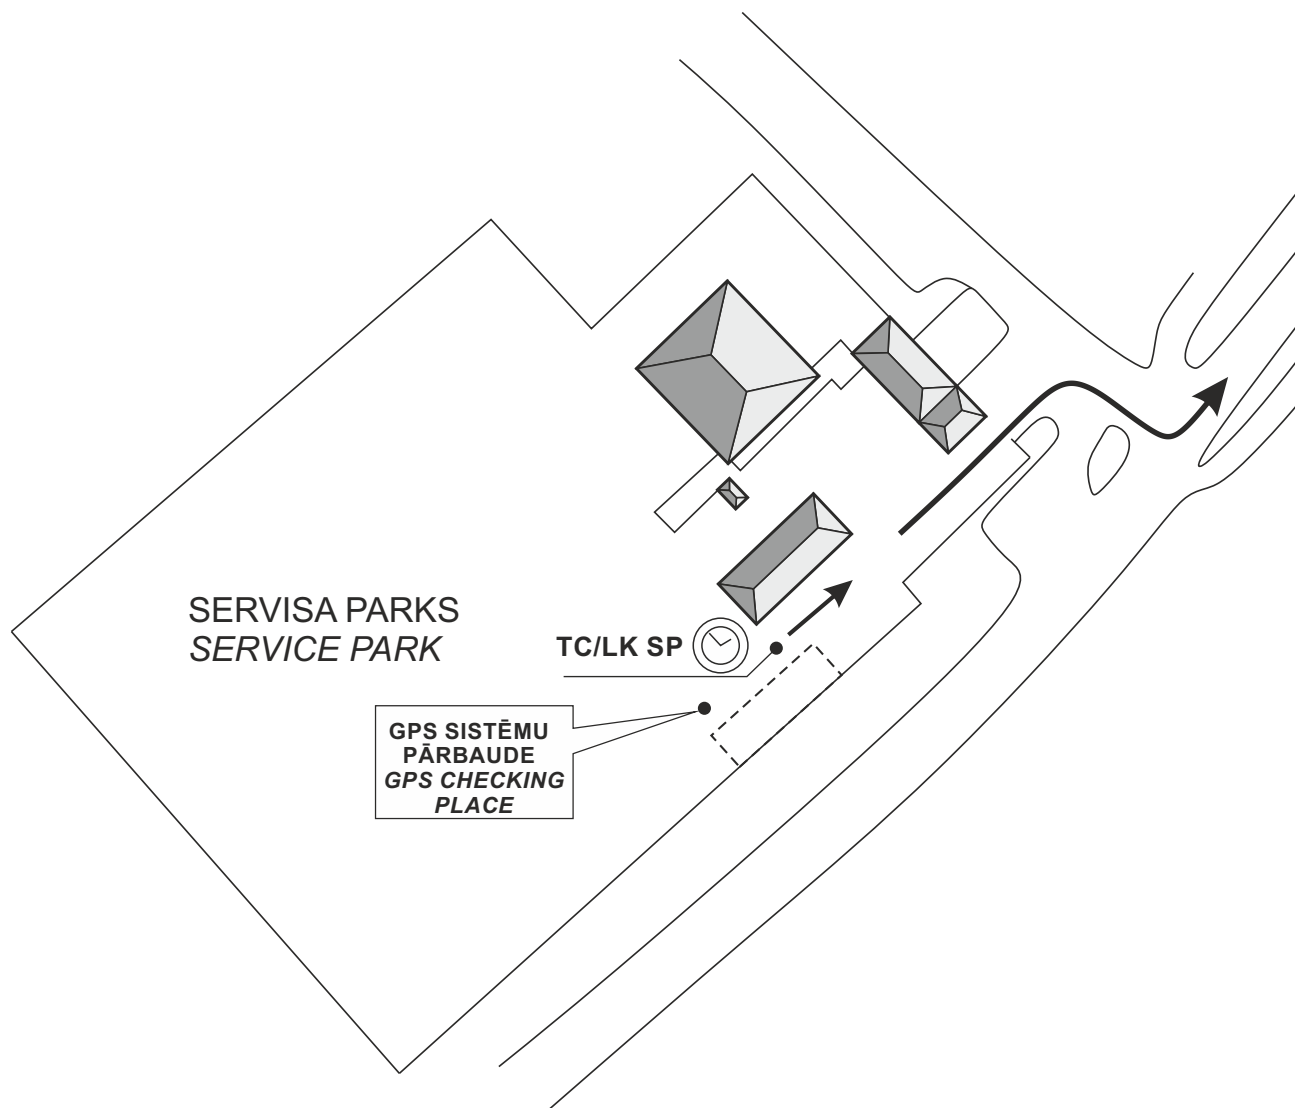 SERVISA PARKS
SERVICE PARK
TC/LK SP
GPS SISTĒMU
PĀRBAUDE
GPS CHECKING
PLACE